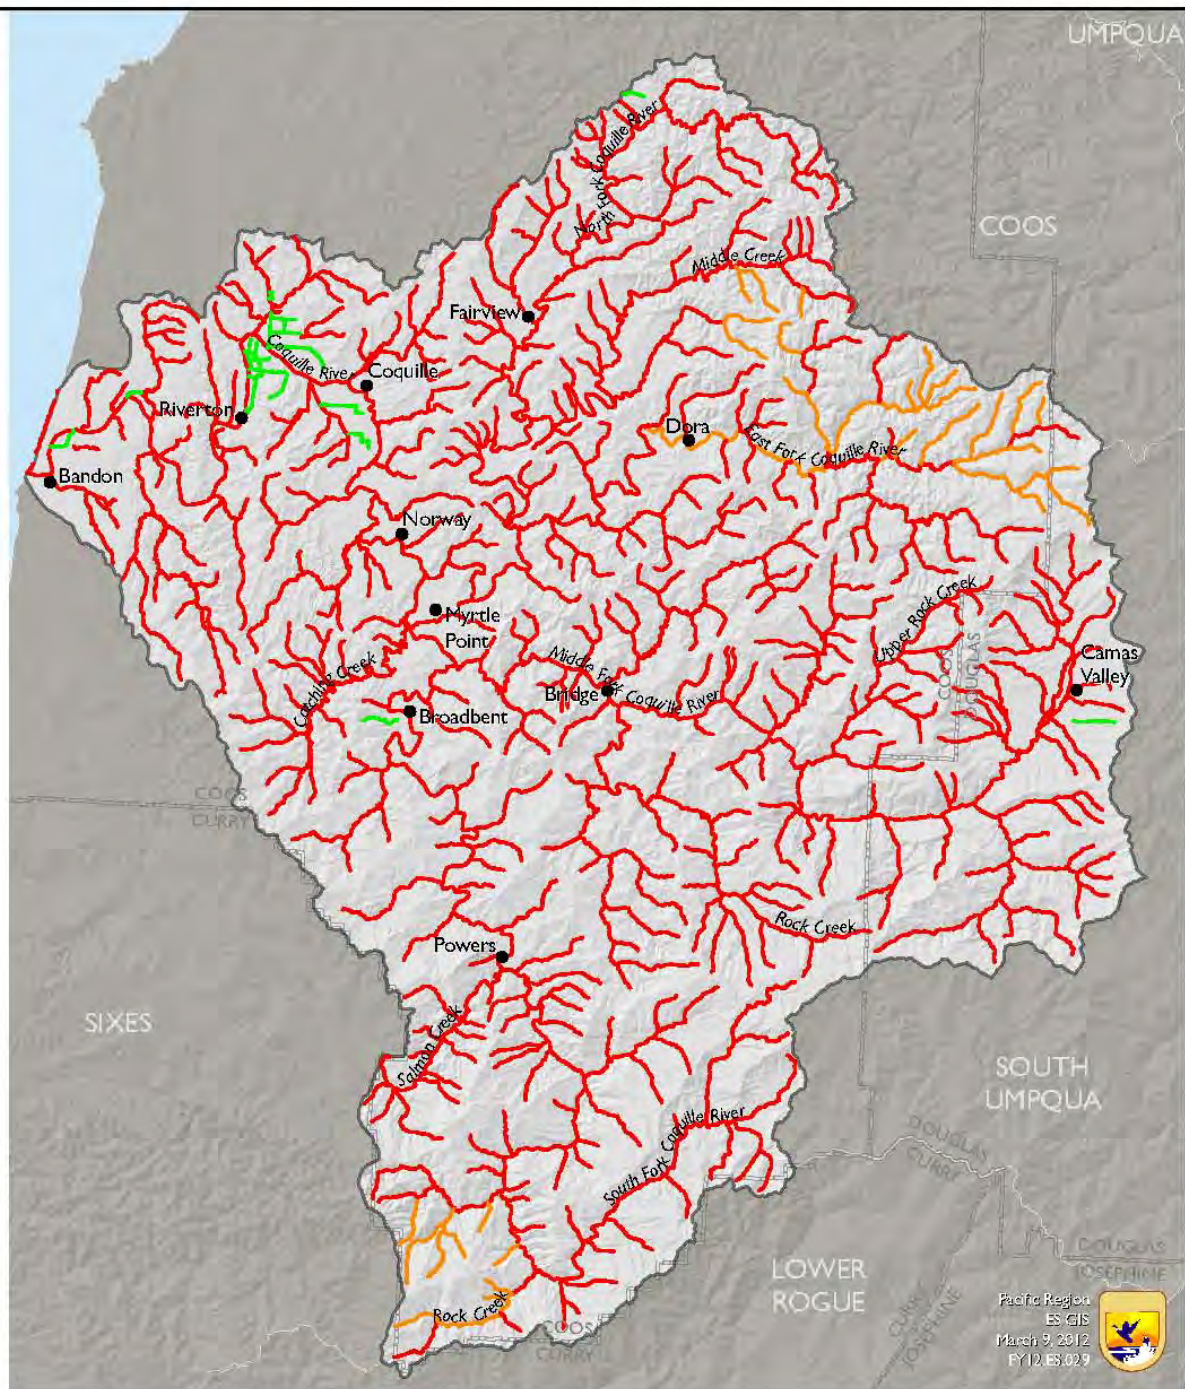 UMPQUA
North Fork Coquille River
COOS
Middle Creek
Fairview
Coquille River
Coquille
Riverton
Dora
East Fork Coquille River
Bandon
Norway
Upper Rock Creek
Myrtle
Point
COOS
DOUGLAS
Camas
Valley
Catching Creek
Middle Fork Coquille River
Bridge
Broadbent
COOS
CURRY
Rock Creek
Powers
SIXES
Salmon Creek
SOUTH
UMPQUA
South Fork Coquille River
DOUGLAS
CURRY
DOUGLAS
JOSEPHINE
LOWER
ROGUE
CURRY
JOSEPHINE
Rock Creek
COOS
CURRY
Pacific Region
ES GIS
March 9, 2012
FY12.ES.029